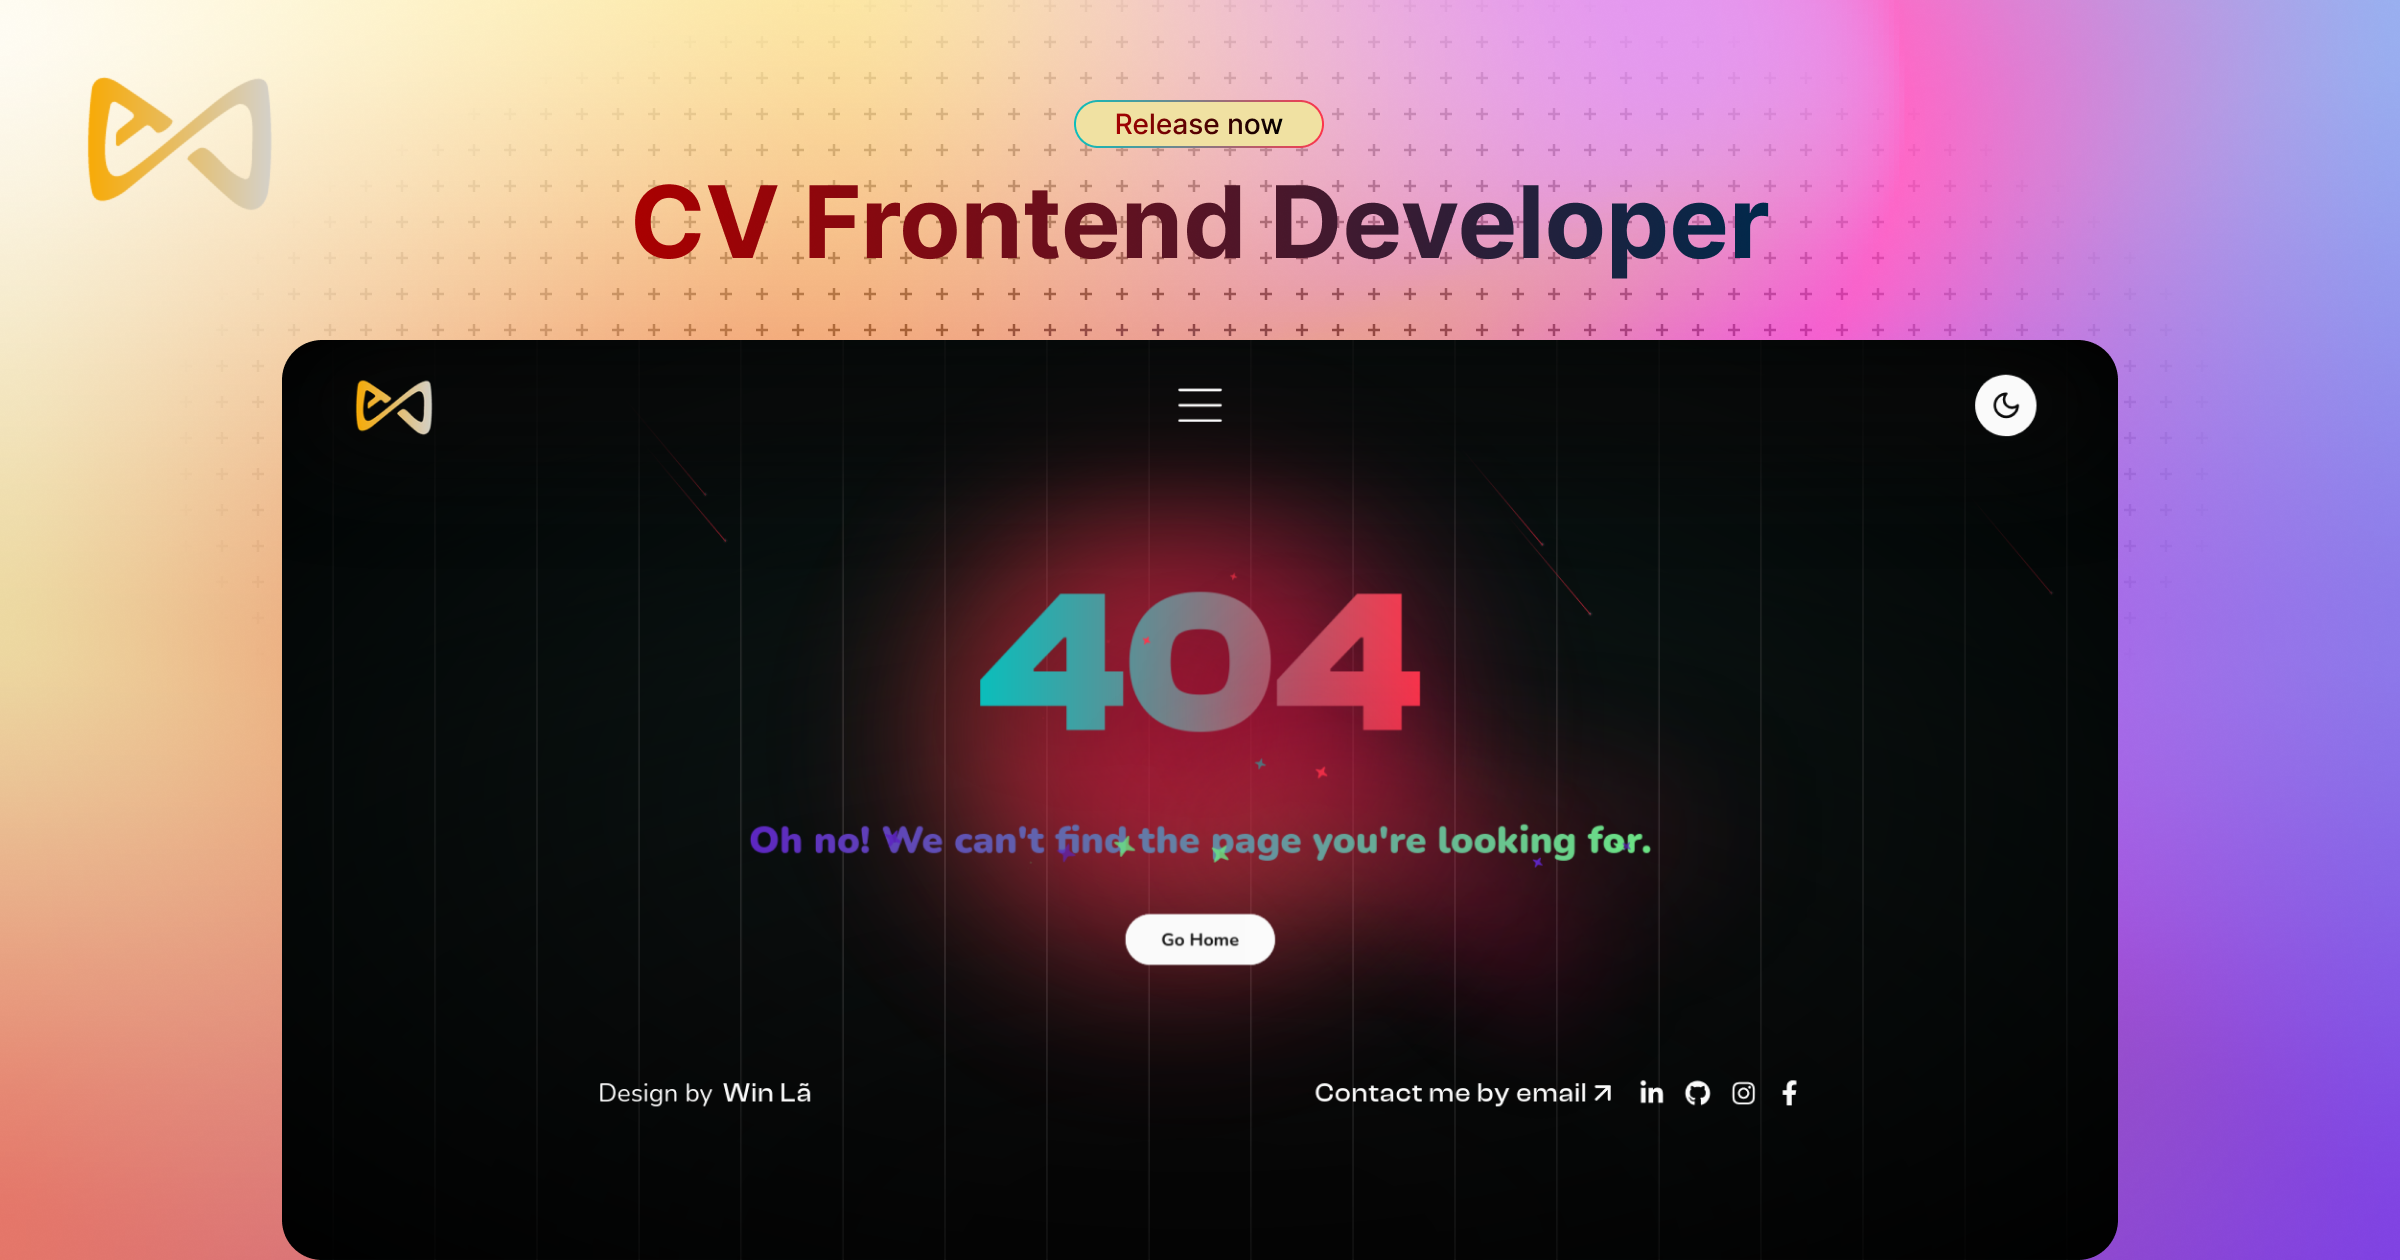 Release now
CV Frontend Developer
404
Oh no! We can't find the page you're looking for.
Go Home
Design by Win Lã
Contact me by email